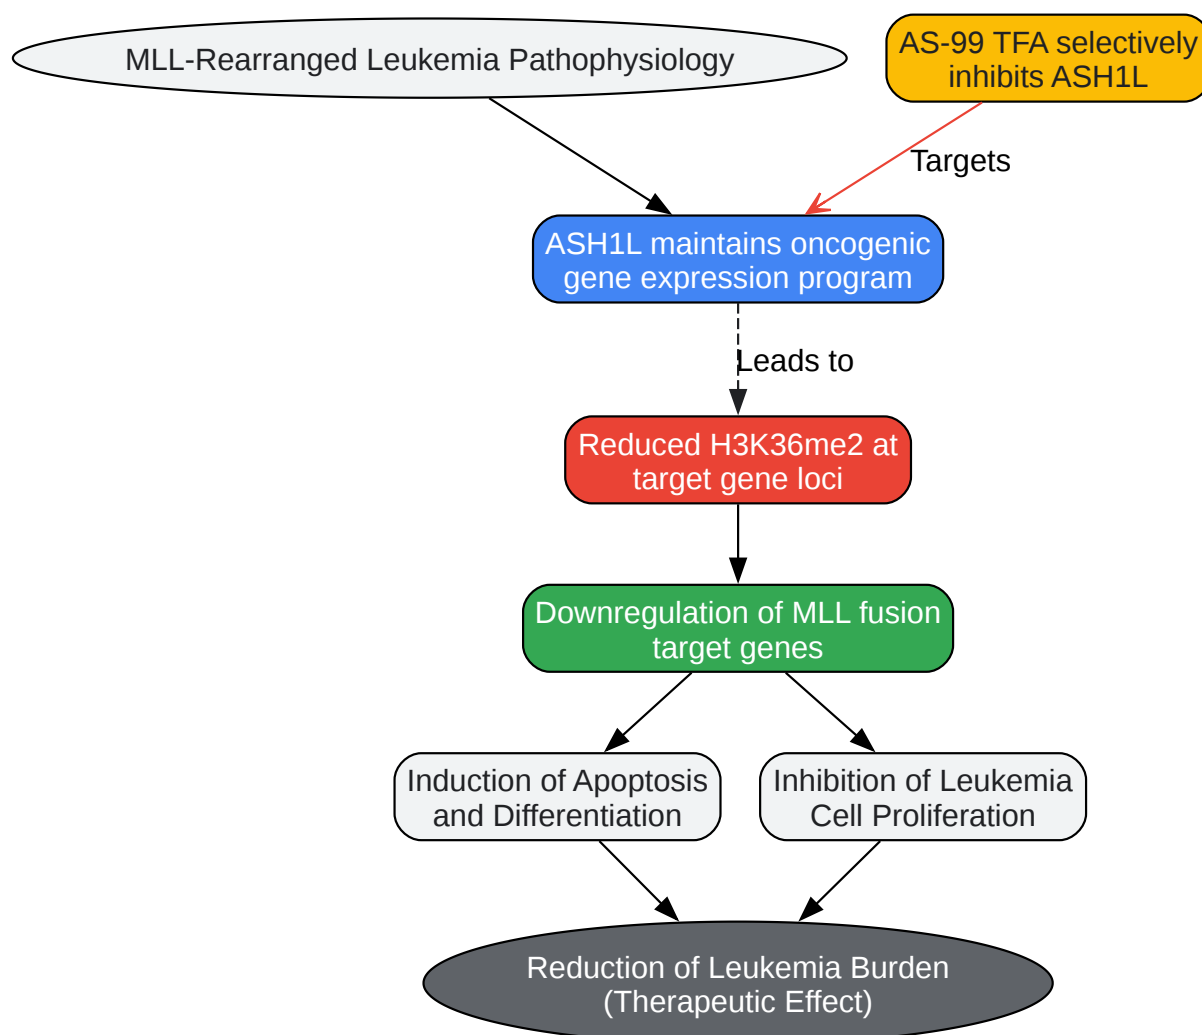 MLL-Rearranged Leukemia Pathophysiology
AS-99 TFA selectively
inhibits ASH1L
Targets
ASH1L maintains oncogenic
gene expression program
Leads to
Reduced H3K36me2 at
target gene loci
Downregulation of MLL fusion
target genes
Induction of Apoptosis
and Differentiation
Inhibition of Leukemia
Cell Proliferation
Reduction of Leukemia Burden
(Therapeutic Effect)